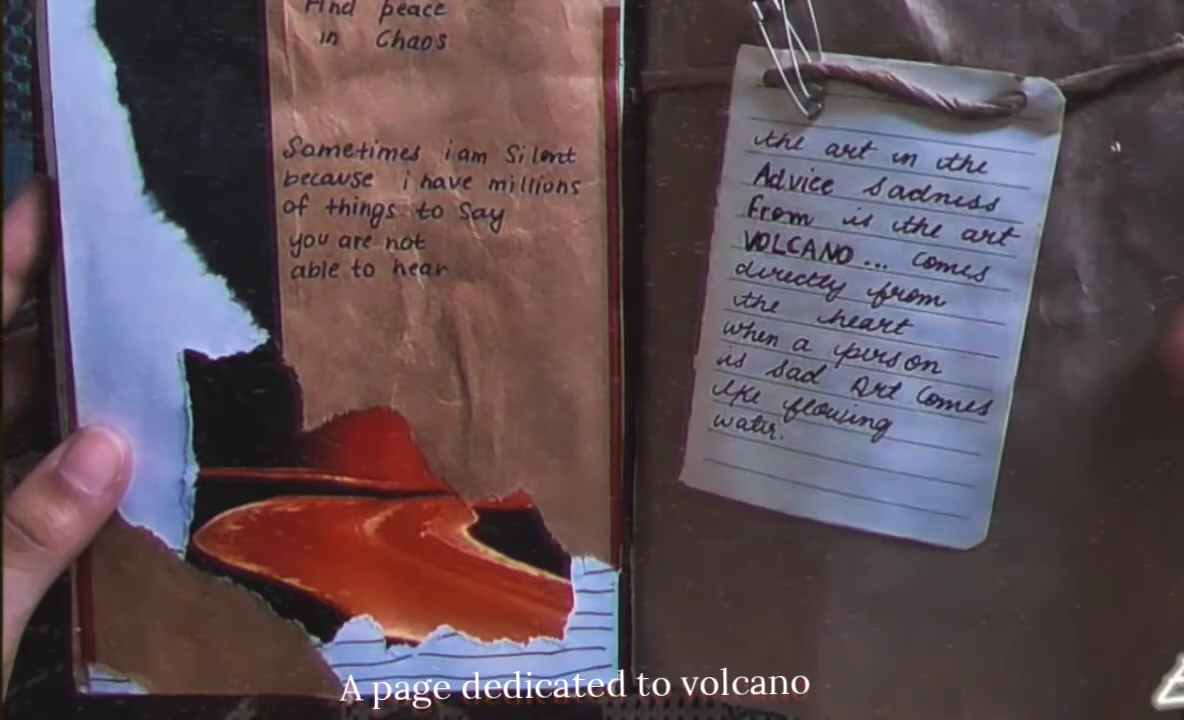 And peace
in Chaos
Sometimes i am Silent
because i have millions
of things to Say
you are not
able to hear
the art in the
Advice sadness
From is the art
VOLCANO... comes
directly from
the heart
when a person
is sad Art Comes
like flowing
water.
A page dedicated to volcano